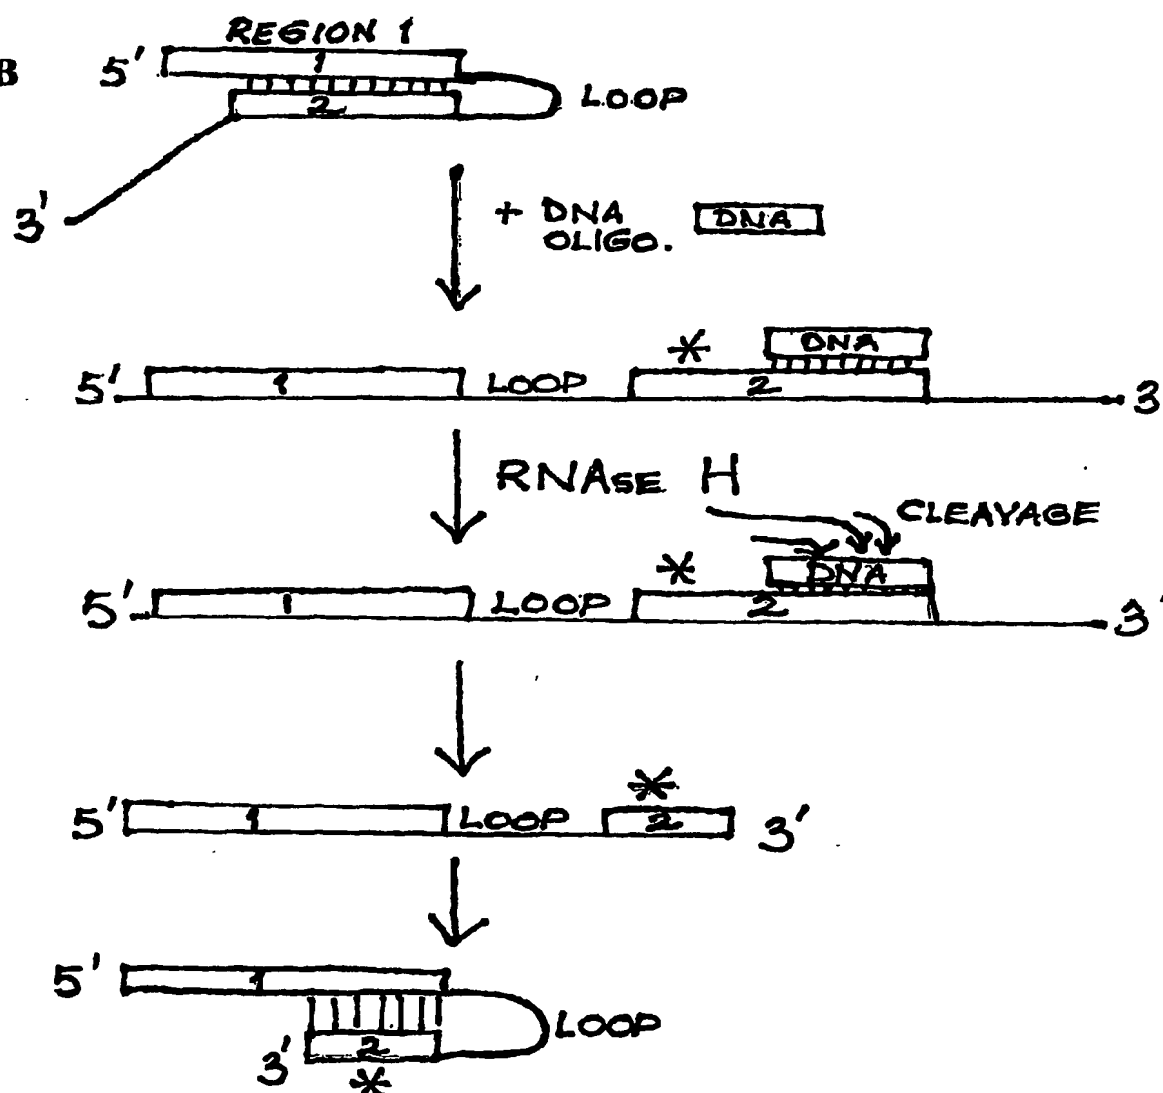 B
REGION 1
5' 1
2
LOOP
3'
+ DNA
OLIGO.
DNA
* DNA
5' 1 LOOP 2 3
RNASE H
CLEAVAGE
* DNA
5' 1 LOOP 2 3'
*
5' 1 LOOP 2 3'
5' 1
LOOP
3' 2
*